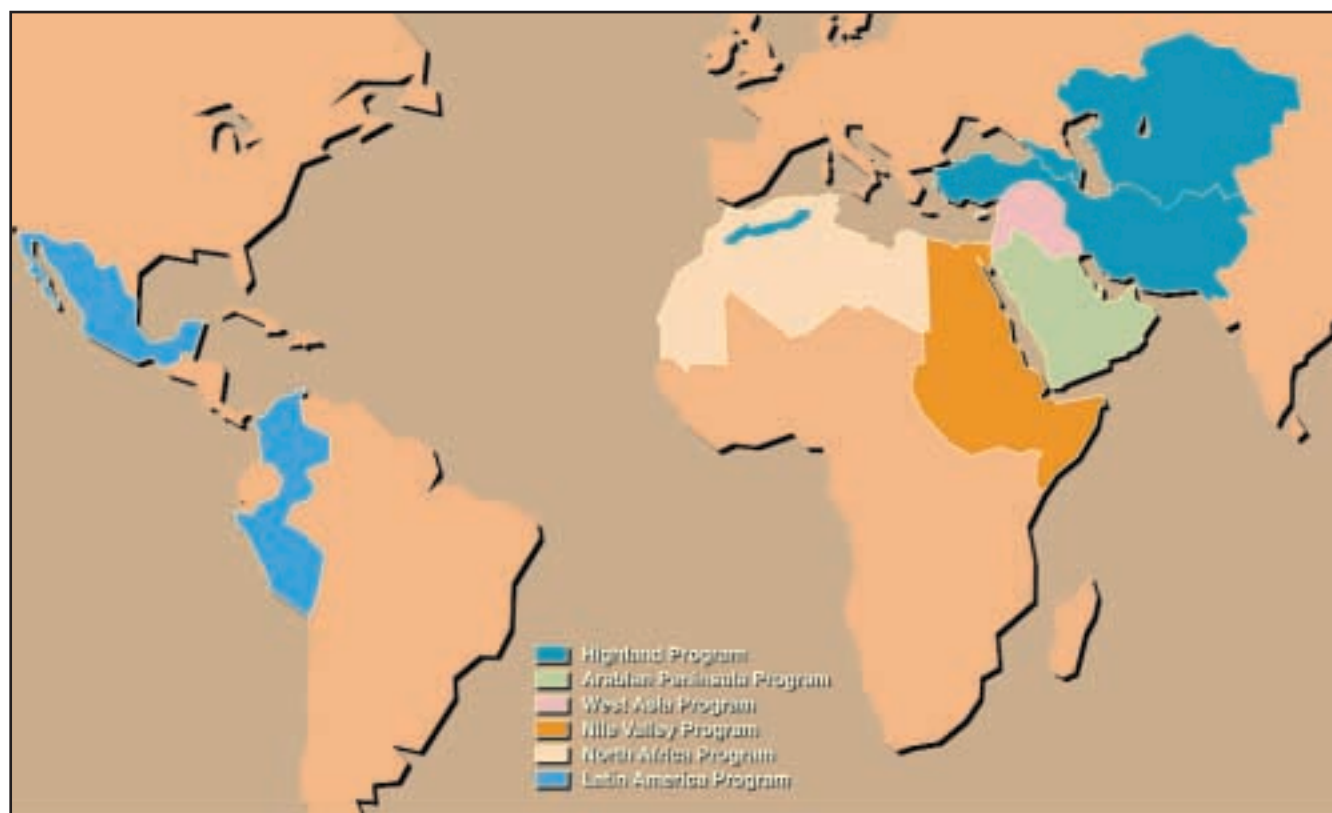 Highland Program
Arabian Peninsula Program
West Asia Program
Nile Valley Program
North Africa Program
Latin America Program